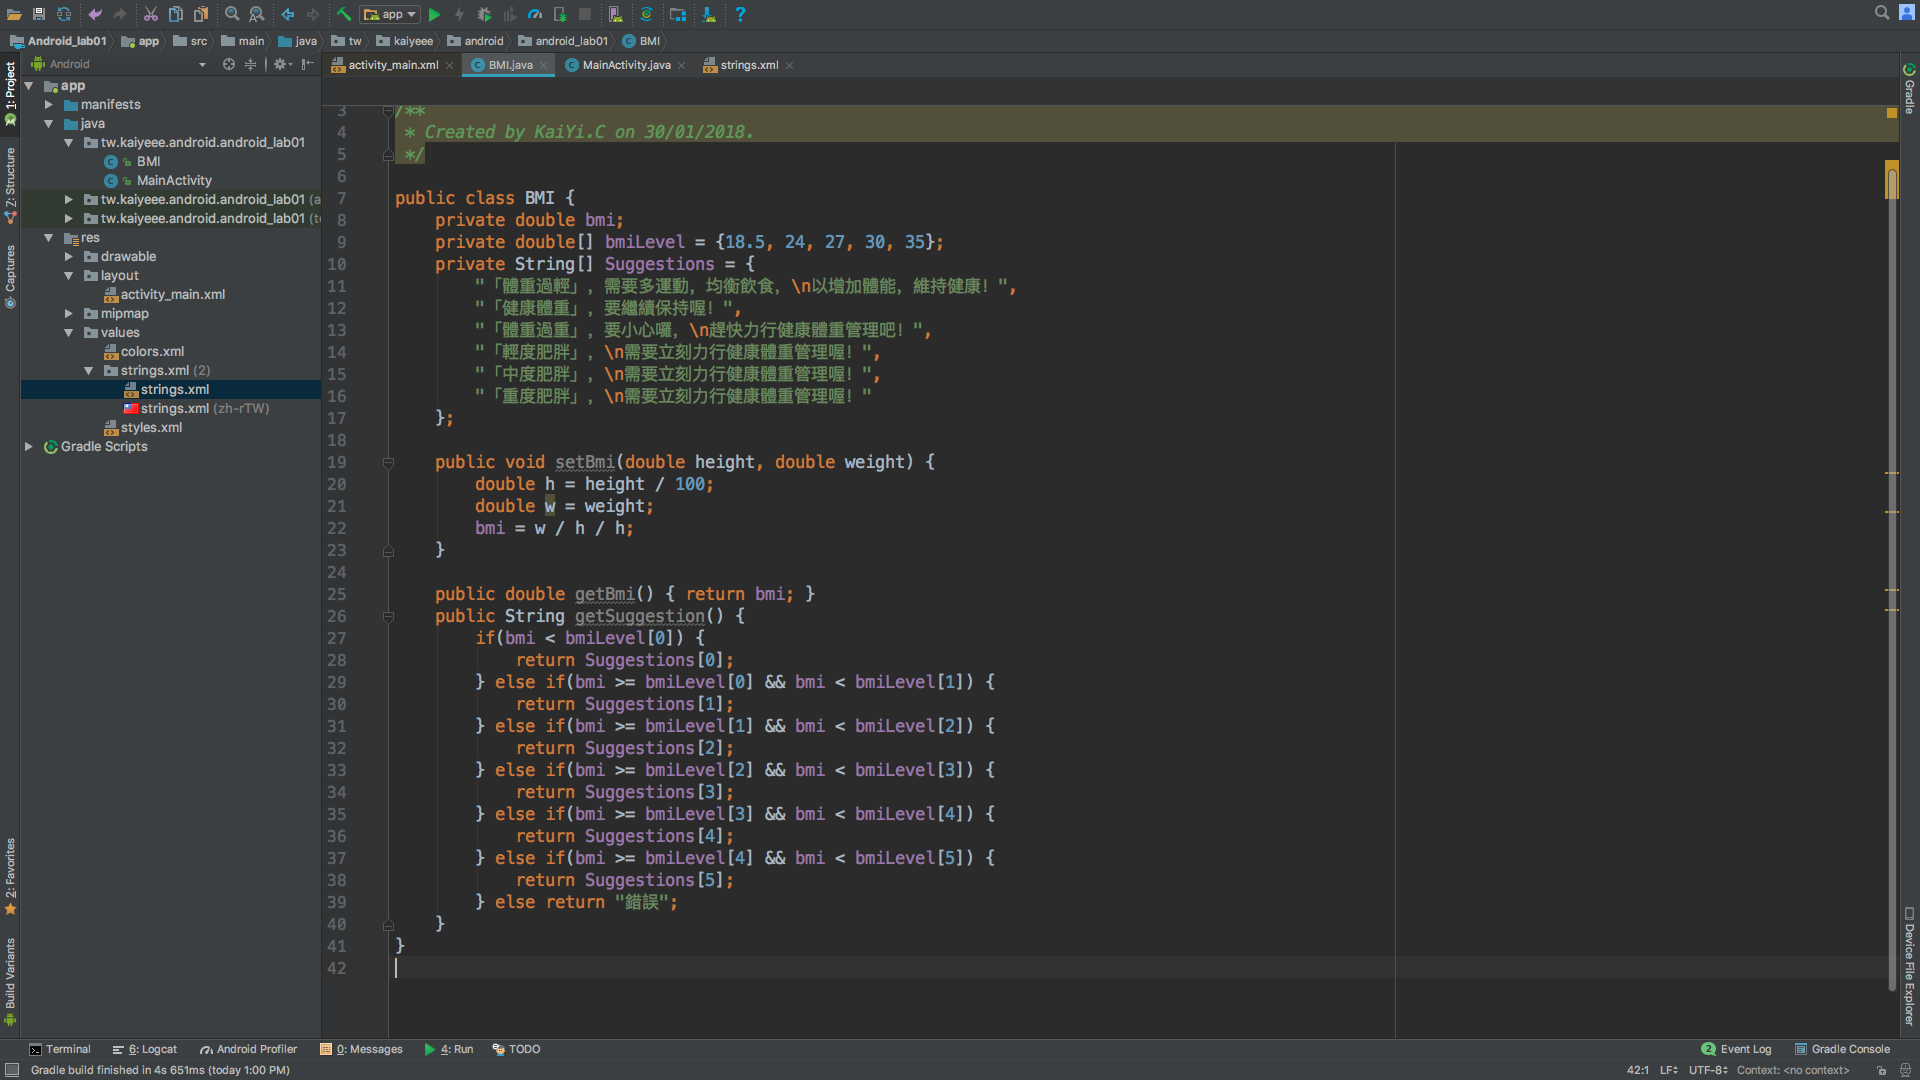 app
Android_lab01 app src main java tw kaiyeee android android_lab01 BMI
Android
activity_main.xml BMI.java MainActivity.java strings.xml
1: Project
Z: Structure
Captures
2: Favorites
Build Variants
app
manifests
java
tw.kaiyeee.android.android_lab01
BMI
MainActivity
tw.kaiyeee.android.android_lab01 (a
tw.kaiyeee.android.android_lab01 (t
res
drawable
layout
activity_main.xml
mipmap
values
colors.xml
strings.xml (2)
strings.xml
strings.xml (zh-rTW)
styles.xml
Gradle Scripts
3 /**
4 * Created by KaiYi.C on 30/01/2018.
5 */
6
7 public class BMI {
8 private double bmi;
9 private double[] bmiLevel = {18.5, 24, 27, 30, 35};
10 private String[] Suggestions = {
11 "「體重過輕」, 需要多運動, 均衡飲食, \n以增加體能, 維持健康! ",
12 "「健康體重」, 要繼續保持喔! ",
13 "「體重過重」, 要小心囉, \n趕快力行健康體重管理吧! ",
14 "「輕度肥胖」, \n需要立刻力行健康體重管理喔! ",
15 "「中度肥胖」, \n需要立刻力行健康體重管理喔! ",
16 "「重度肥胖」, \n需要立刻力行健康體重管理喔! "
17 };
18
19 public void setBmi(double height, double weight) {
20 double h = height / 100;
21 double w = weight;
22 bmi = w / h / h;
23 }
24
25 public double getBmi() { return bmi; }
26 public String getSuggestion() {
27 if(bmi < bmiLevel[0]) {
28 return Suggestions[0];
29 } else if(bmi >= bmiLevel[0] && bmi < bmiLevel[1]) {
30 return Suggestions[1];
31 } else if(bmi >= bmiLevel[1] && bmi < bmiLevel[2]) {
32 return Suggestions[2];
33 } else if(bmi >= bmiLevel[2] && bmi < bmiLevel[3]) {
34 return Suggestions[3];
35 } else if(bmi >= bmiLevel[3] && bmi < bmiLevel[4]) {
36 return Suggestions[4];
37 } else if(bmi >= bmiLevel[4] && bmi < bmiLevel[5]) {
38 return Suggestions[5];
39 } else return "錯誤";
40 }
41 }
42
Gradle
Device File Explorer
Terminal 6: Logcat Android Profiler 0: Messages 4: Run TODO 2 Event Log Gradle Console
Gradle build finished in 4s 651ms (today 1:00 PM) 42:1 LF UTF-8 Context: <no context>